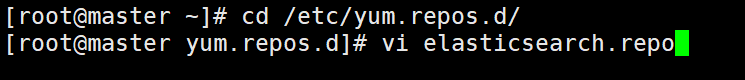 [root@master ~]# cd /etc/yum.repos.d/
[root@master yum.repos.d]# vi elasticsearch.repo